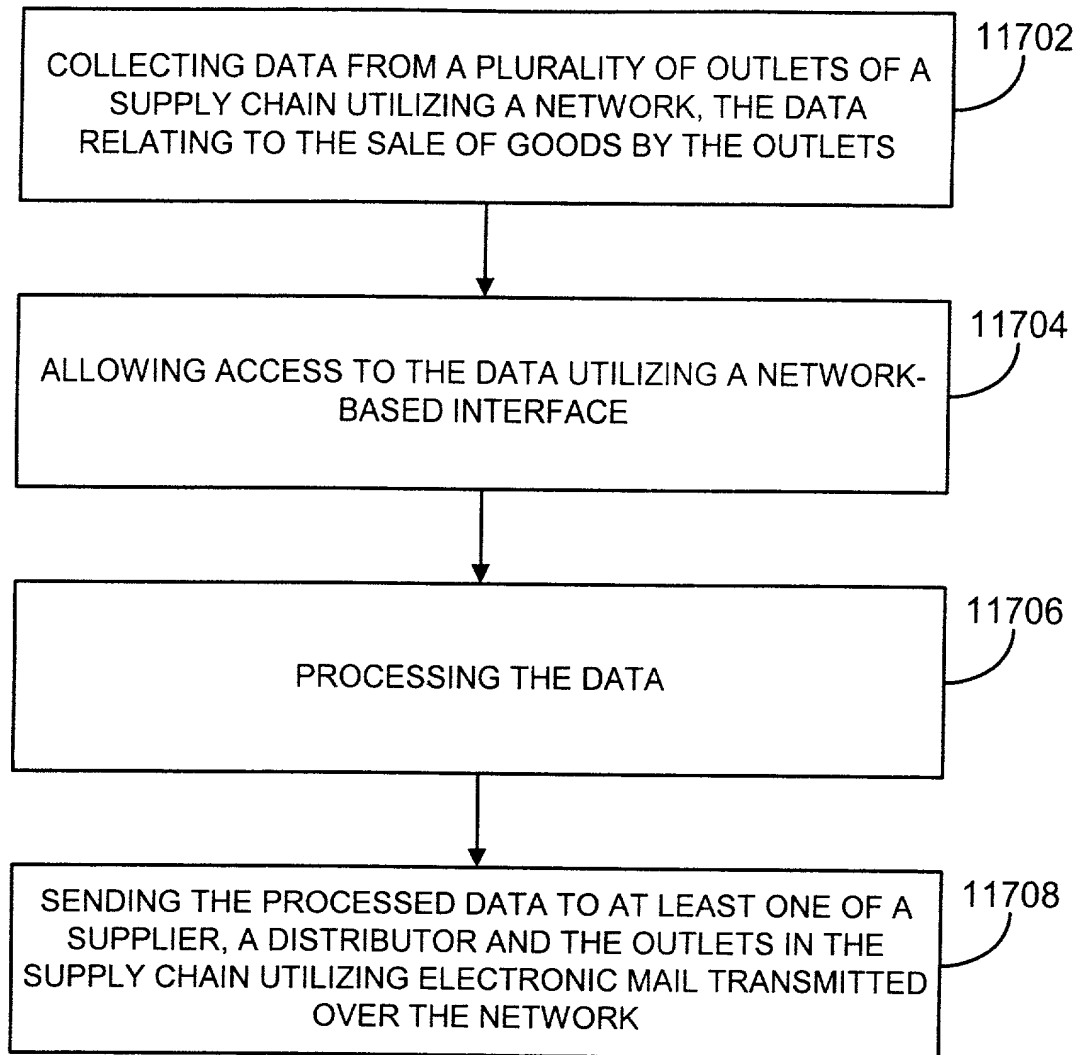 11702
COLLECTING DATA FROM A PLURALITY OF OUTLETS OF A
SUPPLY CHAIN UTILIZING A NETWORK, THE DATA
RELATING TO THE SALE OF GOODS BY THE OUTLETS
11704
ALLOWING ACCESS TO THE DATA UTILIZING A NETWORK-
BASED INTERFACE
11706
PROCESSING THE DATA
11708
SENDING THE PROCESSED DATA TO AT LEAST ONE OF A
SUPPLIER, A DISTRIBUTOR AND THE OUTLETS IN THE
SUPPLY CHAIN UTILIZING ELECTRONIC MAIL TRANSMITTED
OVER THE NETWORK